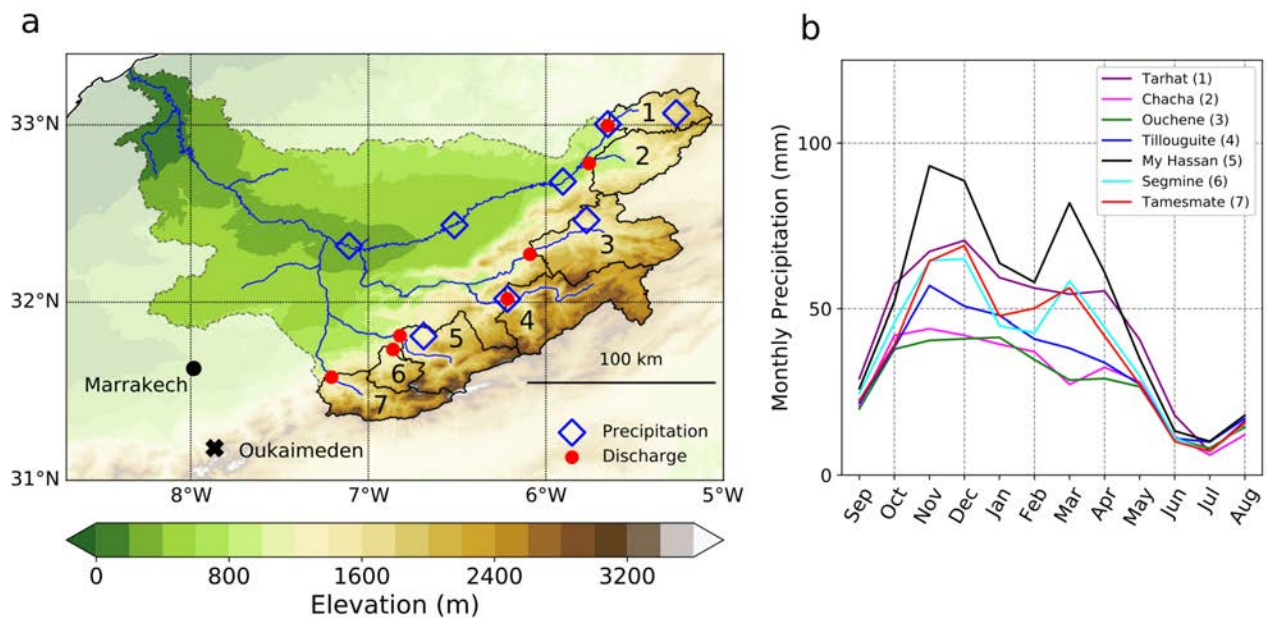 a
33°N
32°N
31°N
8°W
7°W
6°W
5°W
1
2
3
4
5
6
7
Marrakech
Oukaimeden
100 km
Precipitation
Discharge
0
800
1600
2400
3200
Elevation (m)
b
Monthly Precipitation (mm)
100
50
0
Tarhat (1)
Chacha (2)
Ouchene (3)
Tillouguite (4)
My Hassan (5)
Segmine (6)
Tamesmate (7)
Sep
Oct
Nov
Dec
Jan
Feb
Mar
Apr
May
Jun
Jul
Aug